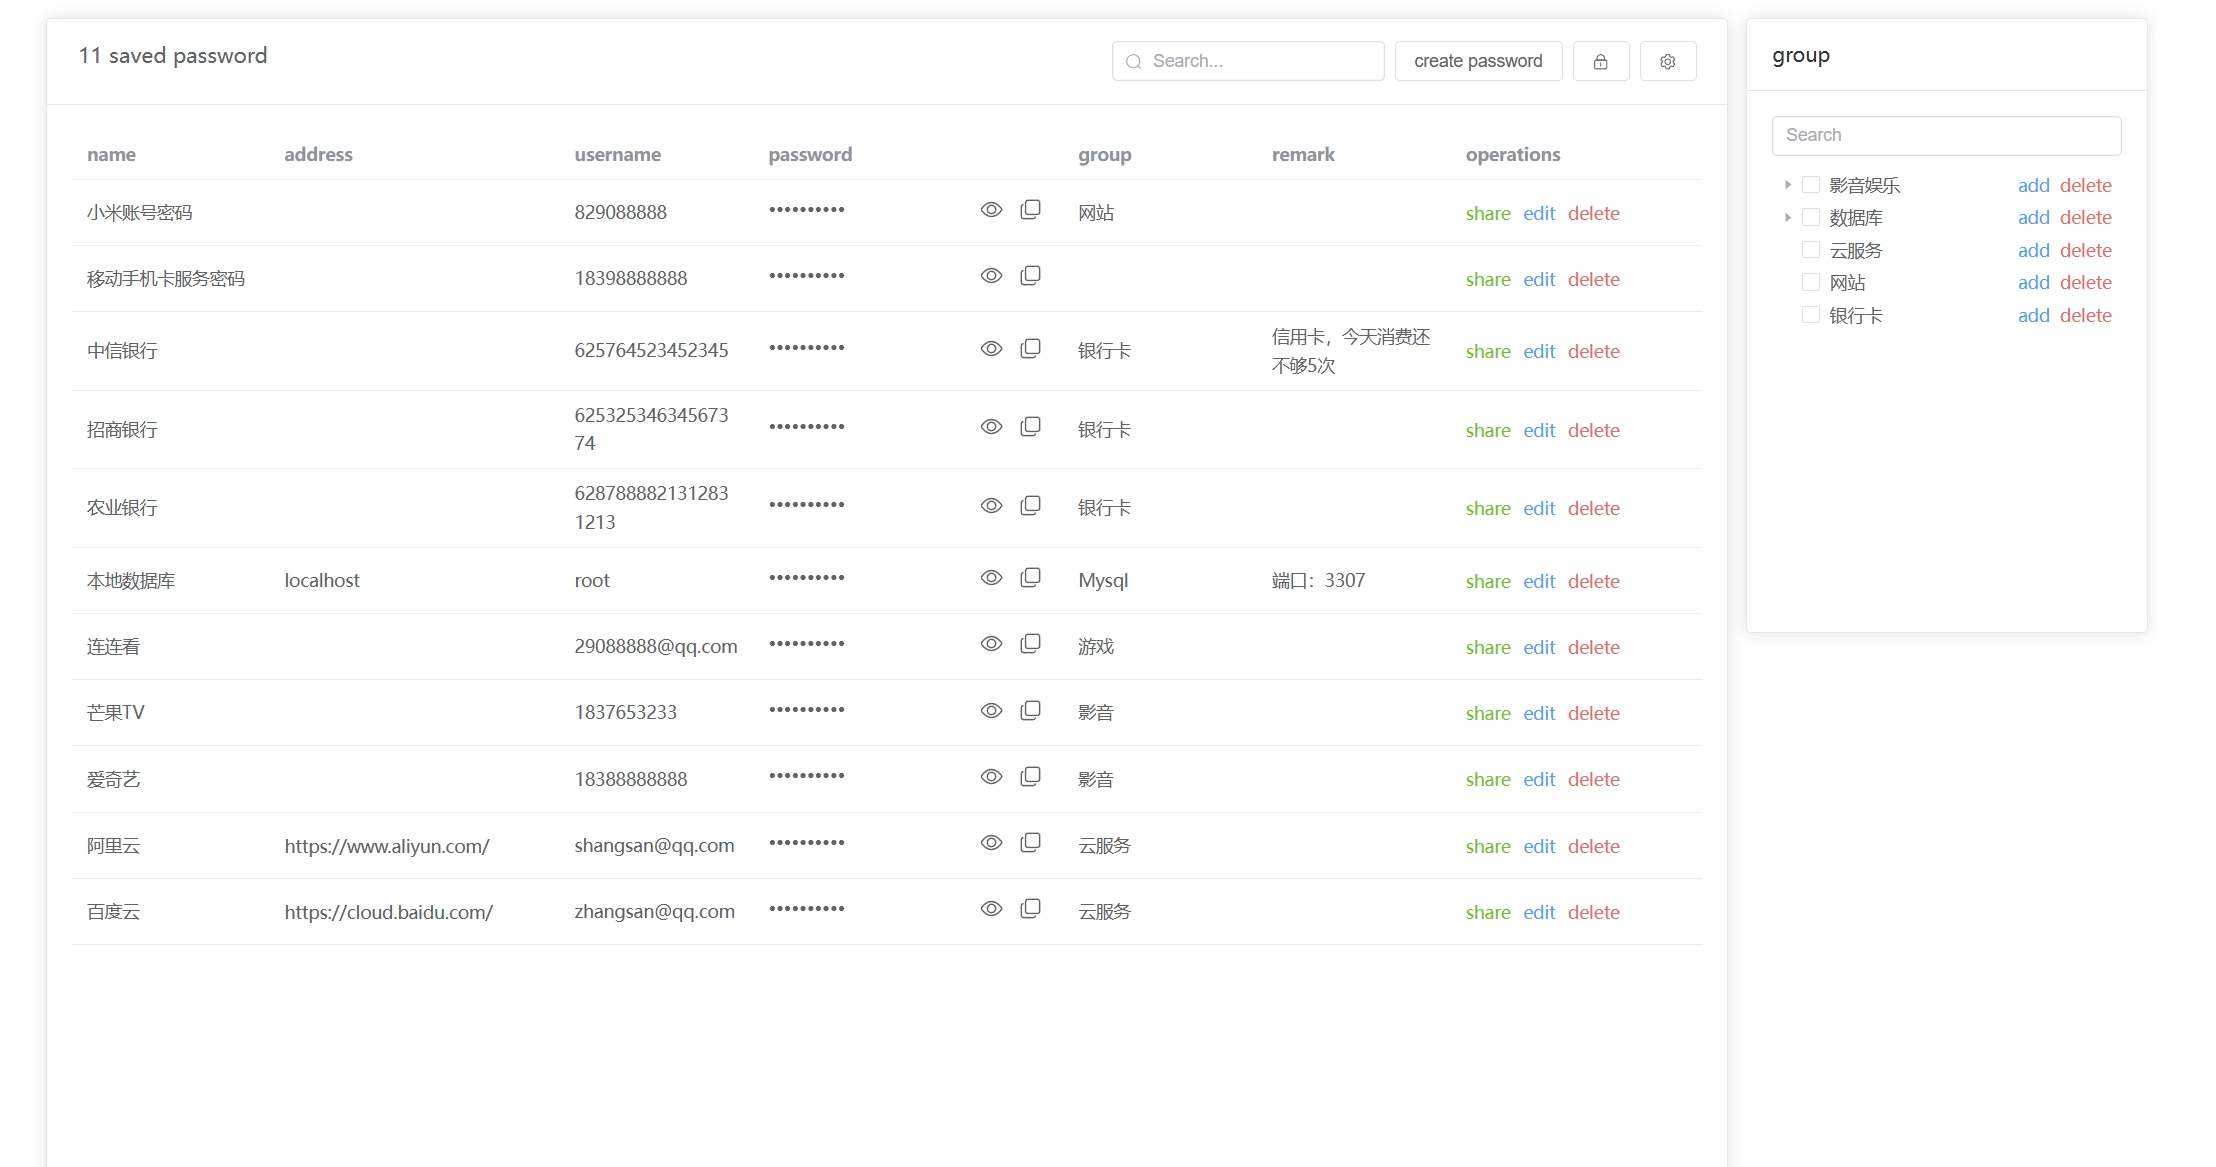 11 saved password
Search...
create password
name address username password group remark operations
小米账号密码 829088888 •••••••••• 网站 share edit delete
移动手机卡服务密码 18398888888 •••••••••• share edit delete
中信银行 625764523452345 •••••••••• 银行卡 信用卡，今天消费还 share edit delete
不够5次
招商银行 625325346345673 •••••••••• 银行卡 share edit delete
74
农业银行 628788882131283 •••••••••• 银行卡 share edit delete
1213
本地数据库 localhost root •••••••••• Mysql 端口：3307 share edit delete
连连看 29088888@qq.com •••••••••• 游戏 share edit delete
芒果TV 1837653233 •••••••••• 影音 share edit delete
爱奇艺 18388888888 •••••••••• 影音 share edit delete
阿里云 https://www.aliyun.com/ shangsan@qq.com •••••••••• 云服务 share edit delete
百度云 https://cloud.baidu.com/ zhangsan@qq.com •••••••••• 云服务 share edit delete
group
Search
影音娱乐 add delete
数据库 add delete
云服务 add delete
网站 add delete
银行卡 add delete